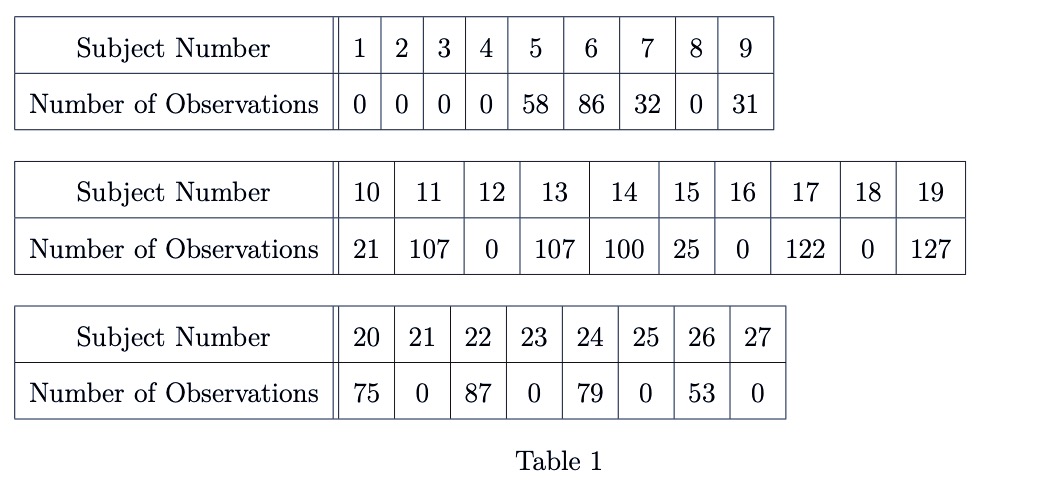 Subject Number 1 2 3 4 5 6 7 8 9
Number of Observations 0 0 0 0 58 86 32 0 31
Subject Number 10 11 12 13 14 15 16 17 18 19
Number of Observations 21 107 0 107 100 25 0 122 0 127
Subject Number 20 21 22 23 24 25 26 27
Number of Observations 75 0 87 0 79 0 53 0
Table 1